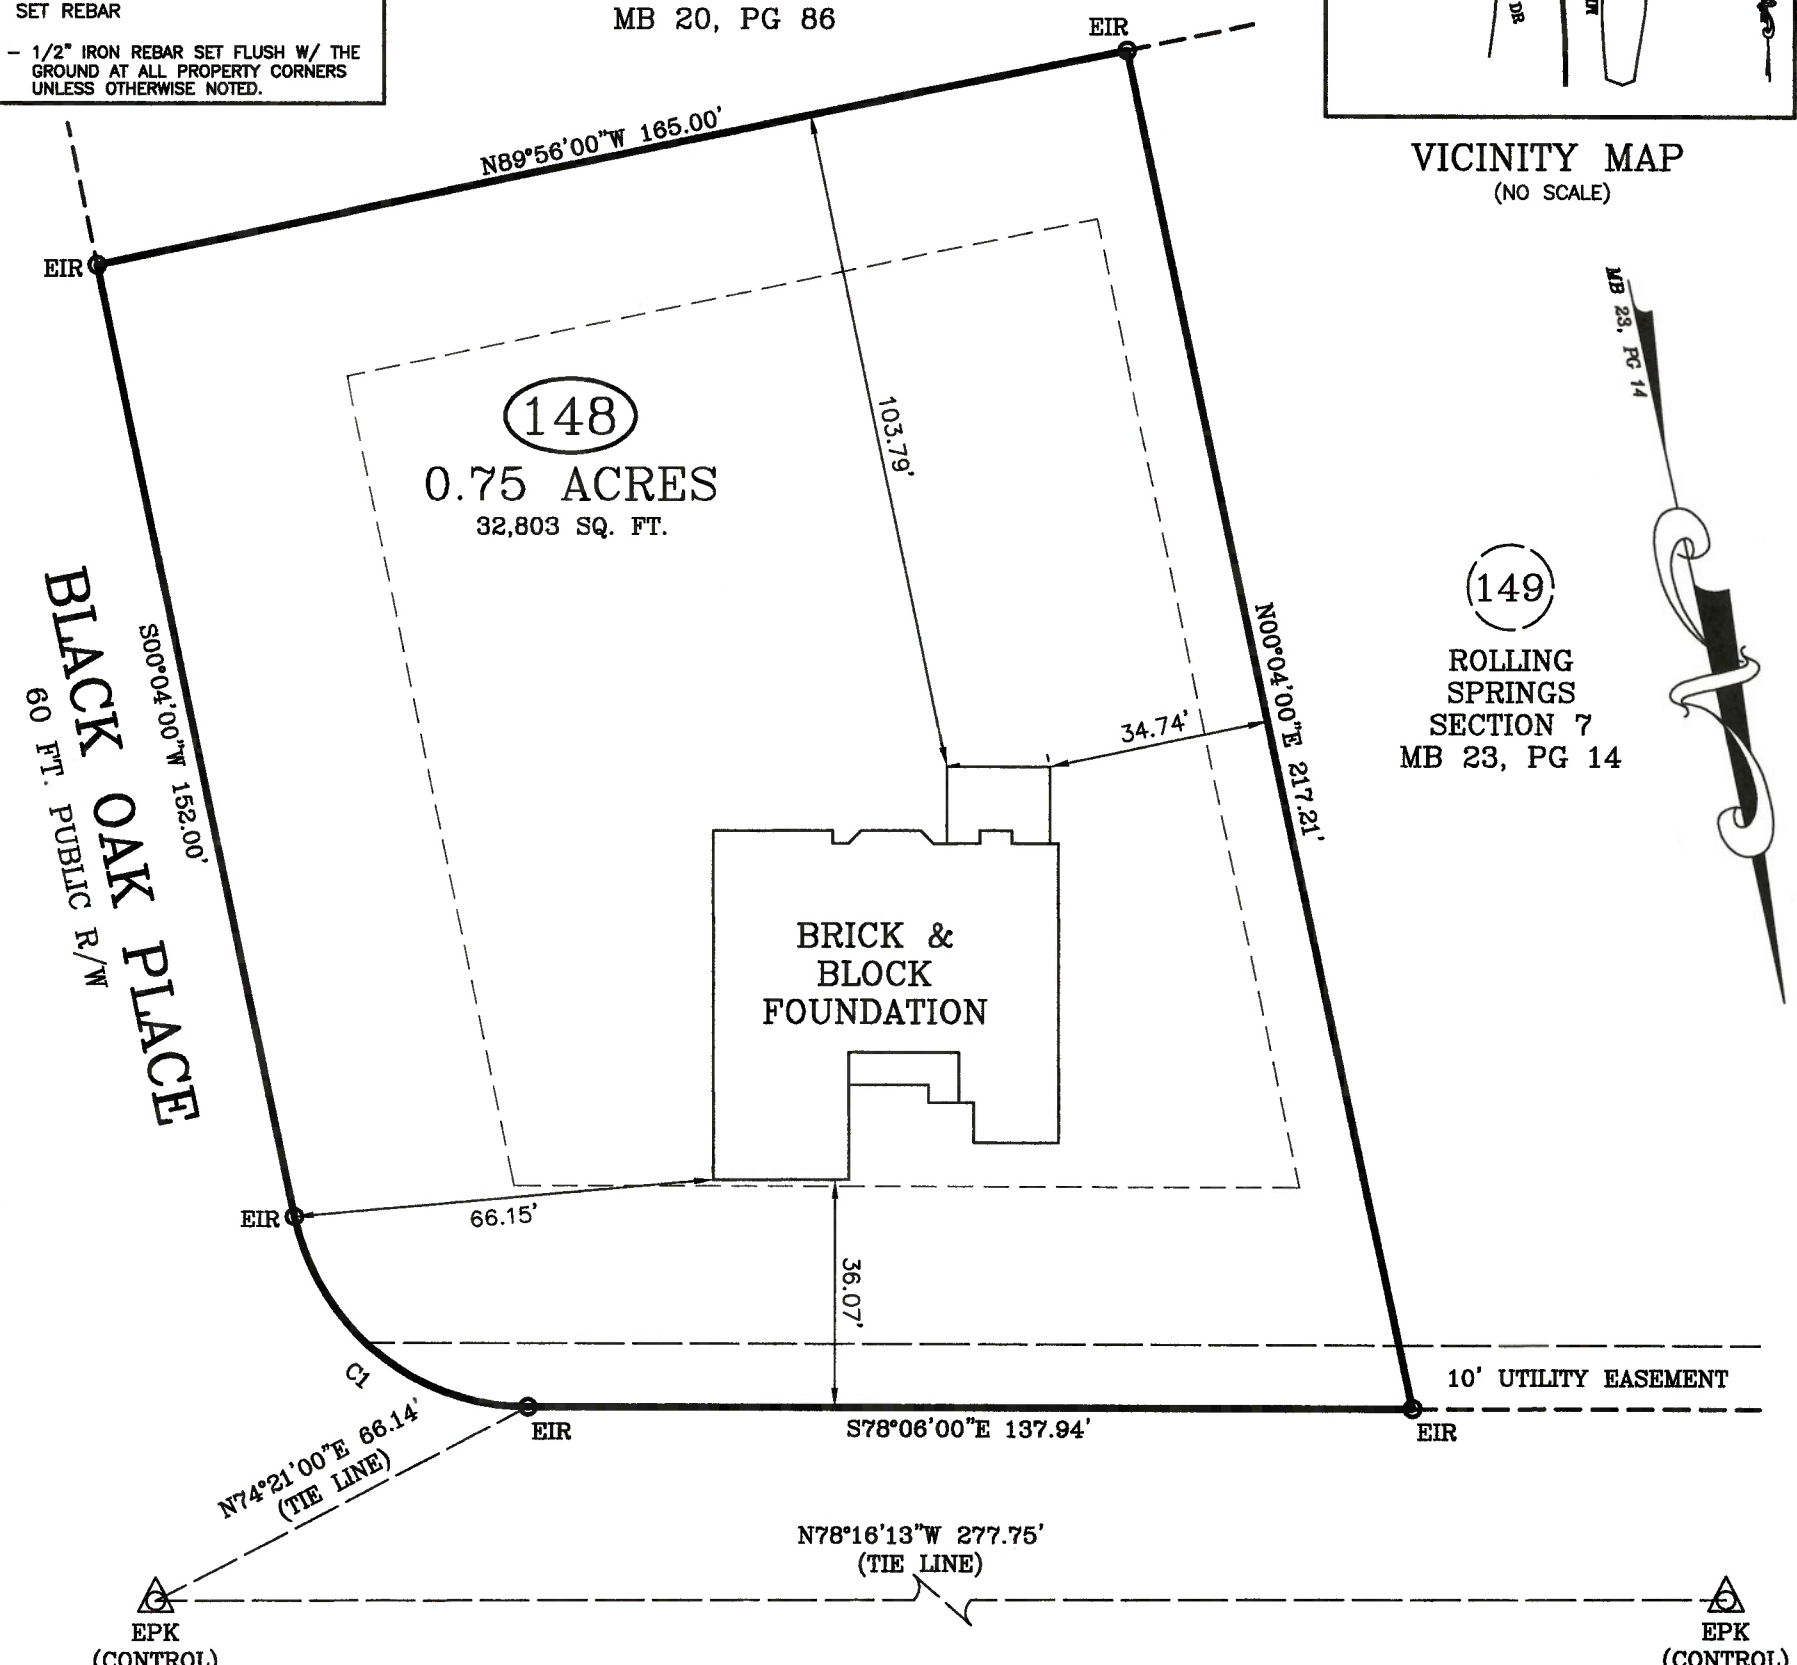 SET REBAR
- 1/2" IRON REBAR SET FLUSH W/ THE
GROUND AT ALL PROPERTY CORNERS
UNLESS OTHERWISE NOTED.
MB 20, PG 86
EIR
DR
VICINITY MAP
(NO SCALE)
N89°56'00"W 165.00'
EIR
MB 23, PG 14
148
0.75 ACRES
32,803 SQ. FT.
103.79'
149
ROLLING
SPRINGS
SECTION 7
MB 23, PG 14
BLACK OAK PLACE
60 FT. PUBLIC R/W
S00°04'00"W 152.00'
N00°04'00"E 217.21'
34.74'
BRICK &
BLOCK
FOUNDATION
EIR
66.15'
36.07'
C1
10' UTILITY EASEMENT
EIR
S78°06'00"E 137.94'
EIR
N74°21'00"E 66.14'
(TIE LINE)
N78°16'13"W 277.75'
(TIE LINE)
EPK
(CONTROL)
EPK
(CONTROL)